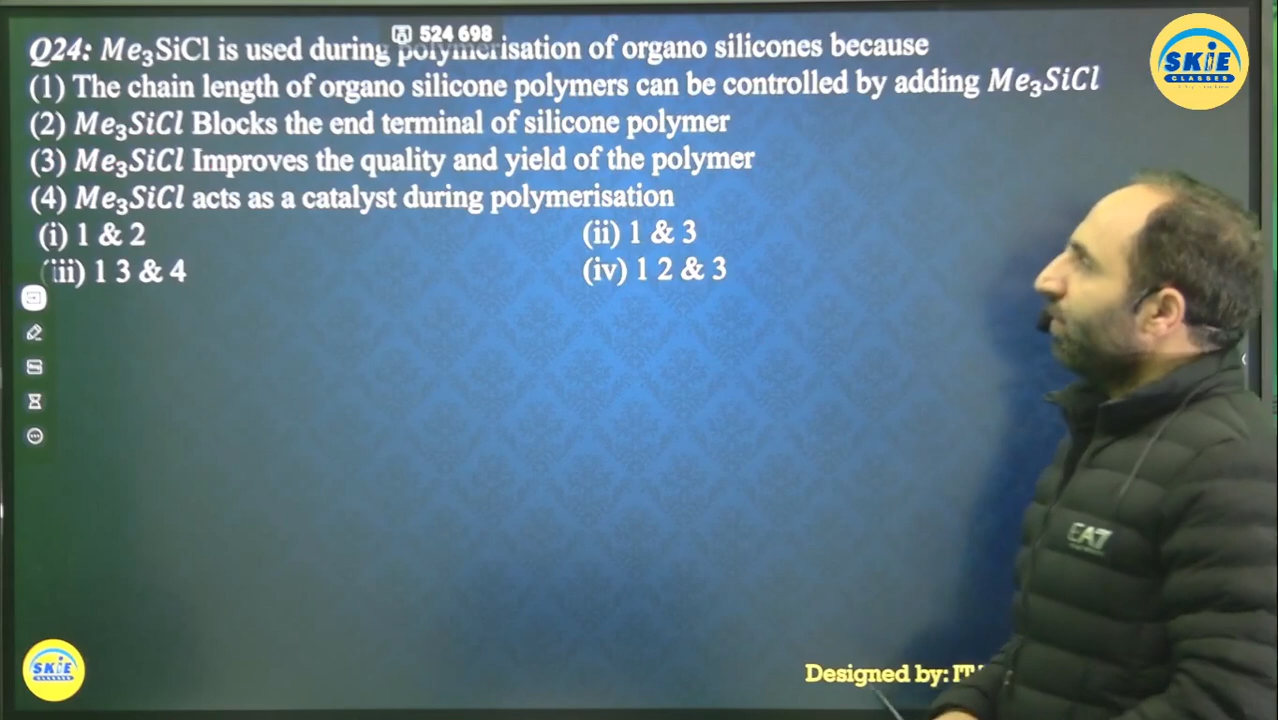 524 698
Q24: Me₃SiCl is used during polymerisation of organo silicones because
(1) The chain length of organo silicone polymers can be controlled by adding Me₃SiCl
(2) Me₃SiCl Blocks the end terminal of silicone polymer
(3) Me₃SiCl Improves the quality and yield of the polymer
(4) Me₃SiCl acts as a catalyst during polymerisation
(i) 1 & 2 (ii) 1 & 3
(iii) 1 3 & 4 (iv) 1 2 & 3
SKiE
CLASSES
EA7
SKiE
CLASSES
Designed by: IT